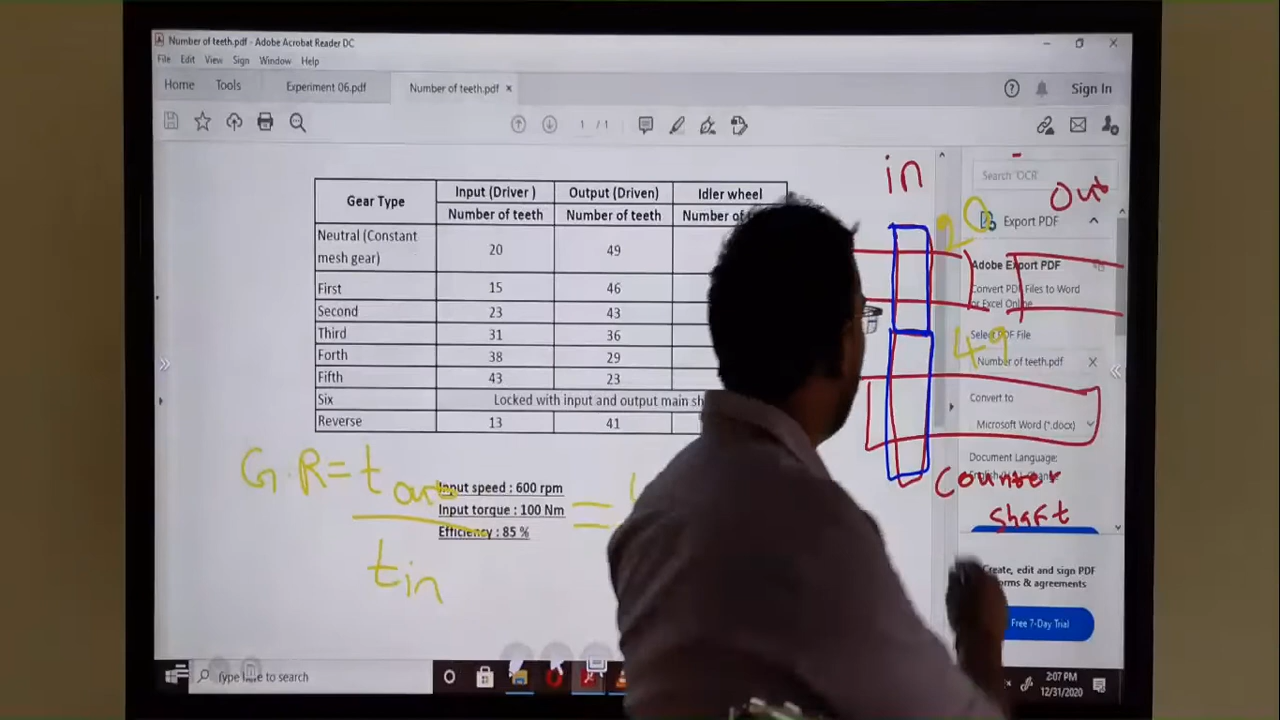 Number of teeth.pdf - Adobe Acrobat Reader DC
File Edit View Sign Window Help
Home Tools Experiment 06.pdf Number of teeth.pdf × Sign In
1 / 1
in
out
Search 'OCR'
20
Export PDF
Adobe Export PDF
Convert PDF Files to Word
or Excel Online
Select PDF File
49
Number of teeth.pdf
Convert to
Microsoft Word (*.docx)
Document Language:
Counter
shaft
Create, edit and sign PDF
forms & agreements
Free 7-Day Trial
Gear Type Input (Driver ) Output (Driven) Idler wheel
Number of teeth Number of teeth Number of
Neutral (Constant
mesh gear) 20 49
First 15 46
Second 23 43
Third 31 36
Forth 38 29
Fifth 43 23
Six Locked with input and output main
Reverse 13 41
G.R = t out
t in
=
Input speed : 600 rpm
Input torque : 100 Nm
Efficiency : 85 %
Type here to search
2:07 PM
12/31/2020